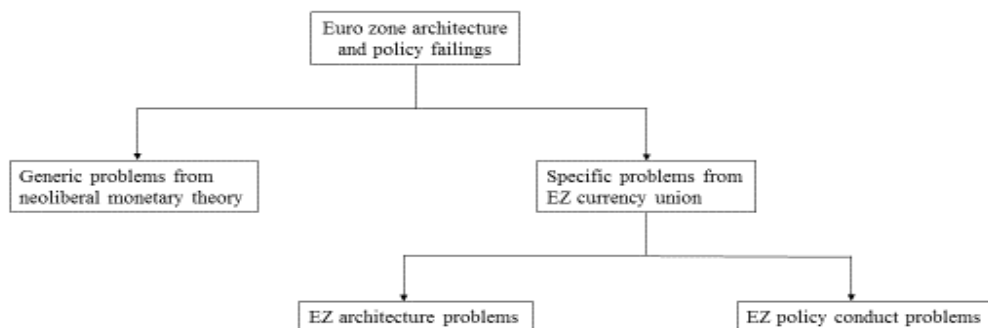 Euro zone architecture
and policy failings
Generic problems from
neoliberal monetary theory
Specific problems from
EZ currency union
EZ architecture problems
EZ policy conduct problems